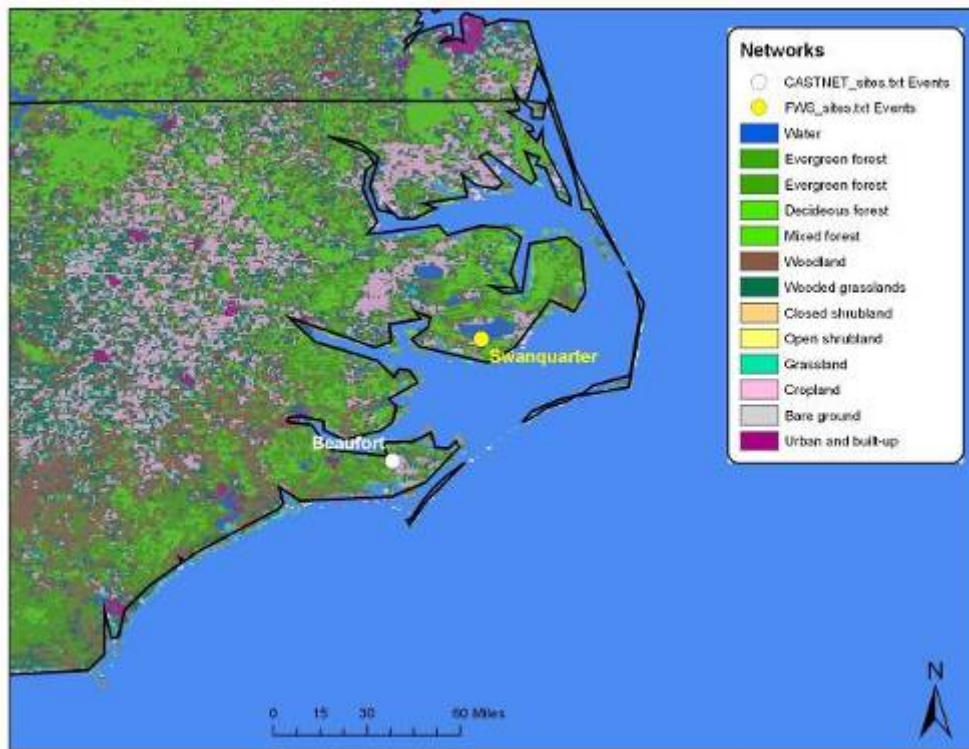 Networks
CASTNET_sites.txt Events
FWS_sites.txt Events
Water
Evergreen forest
Evergreen forest
Decideous forest
Mixed forest
Woodland
Wooded grasslands
Closed shrubland
Open shrubland
Grassland
Cropland
Bare ground
Urban and built-up
Swanquarter
Beaufort
N
0 15 30 60 Miles